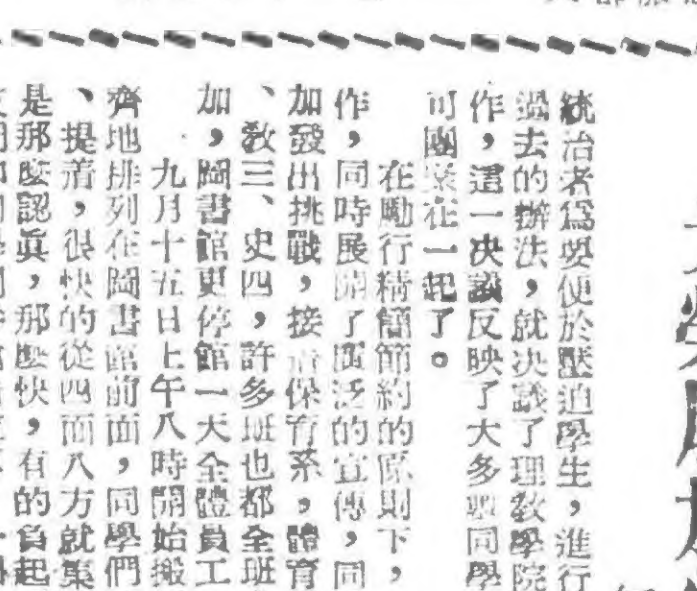 統治者爲要便於壓迫學生，進行
過去的辦法，就決議了理教學院
作，這一决議反映了大多數同學
可團結在一起了。
在勵行精簡節約的原則下，
作，同時展開了廣泛的宣傳，同
加發出挑戰，接着保育系，體育
、教三、史四，許多班也都全班
加，圖書館更停館一天全體員工
九月十五日上午八時開始搬
齊地排列在圖書館前面，同學們
、提着，很快的從四面八方就集
是那麼認眞，那麼快，有的負起